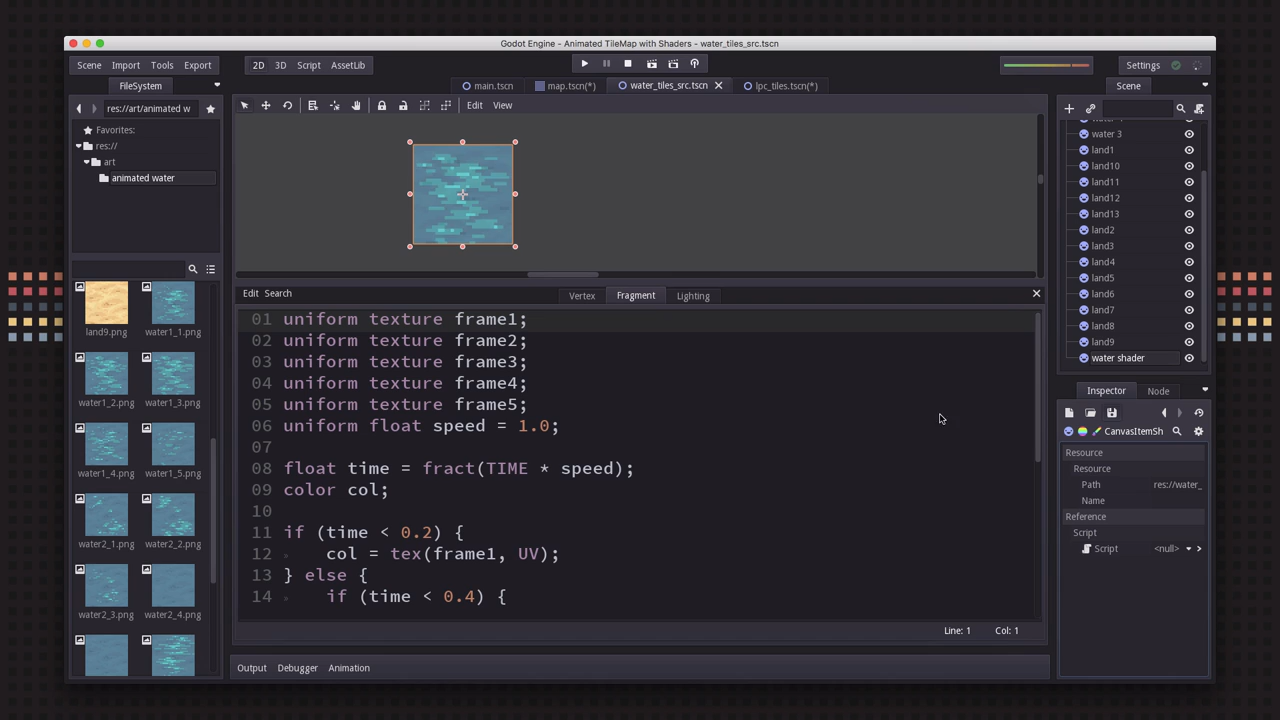 Godot Engine - Animated TileMap with Shaders - water_tiles_src.tscn
Scene Import Tools Export 2D 3D Script AssetLib Settings
FileSystem
main.tscn map.tscn(*) water_tiles_src.tscn lpc_tiles.tscn(*)
Scene
res://art/animated w
Edit View
Favorites:
res://
art
animated water
water 3
land1
land10
land11
land12
land13
land2
land3
land4
land5
land6
land7
land8
land9
water shader
land9.png water1_1.png
water1_2.png water1_3.png
water1_4.png water1_5.png
water2_1.png water2_2.png
water2_3.png water2_4.png
Edit Search Vertex Fragment Lighting
01 uniform texture frame1;
02 uniform texture frame2;
03 uniform texture frame3;
04 uniform texture frame4;
05 uniform texture frame5;
06 uniform float speed = 1.0;
07
08 float time = fract(TIME * speed);
09 color col;
10
11 if (time < 0.2) {
12 col = tex(frame1, UV);
13 } else {
14 if (time < 0.4) {
Line: 1 Col: 1
Output Debugger Animation
Inspector Node
CanvasItemSh
Resource
Resource
Path res://water_
Name
Reference
Script
Script <null>